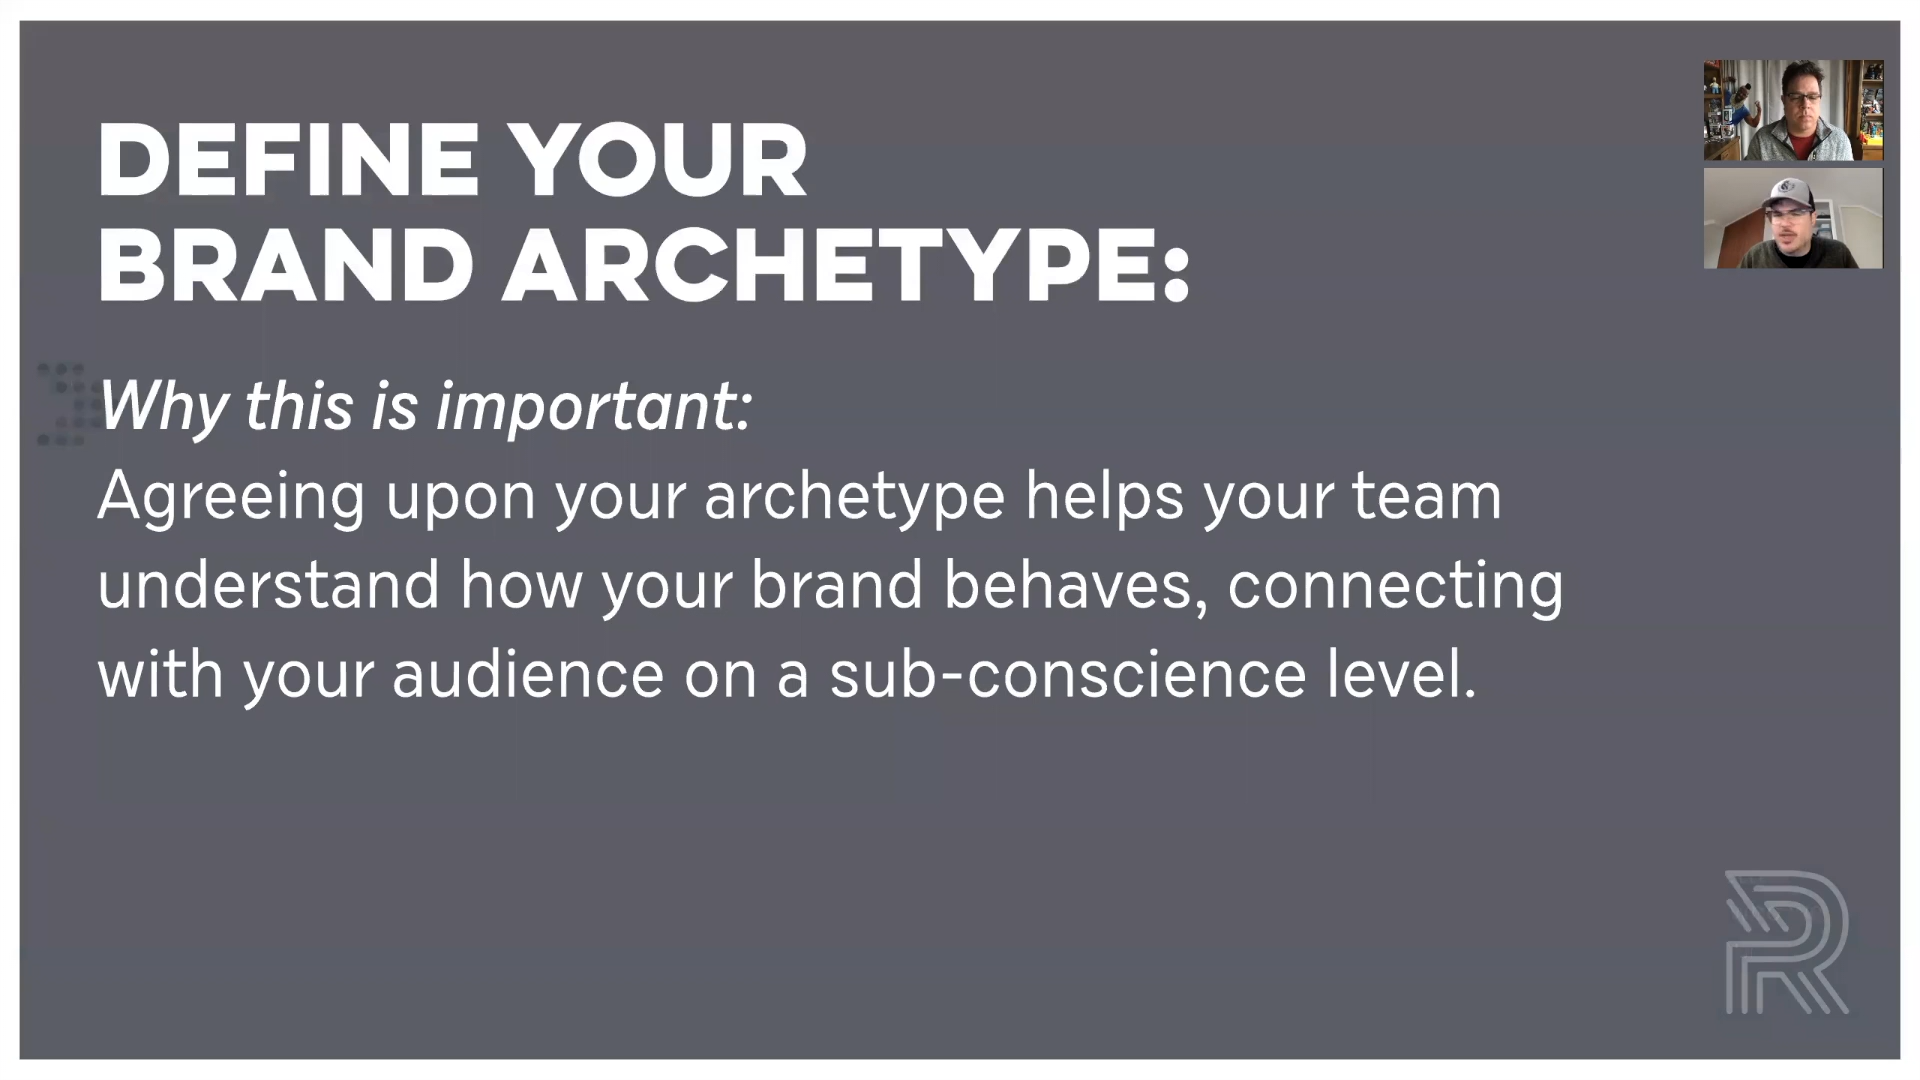 DEFINE YOUR
BRAND ARCHETYPE:
Why this is important:
Agreeing upon your archetype helps your team
understand how your brand behaves, connecting
with your audience on a sub-conscience level.
R